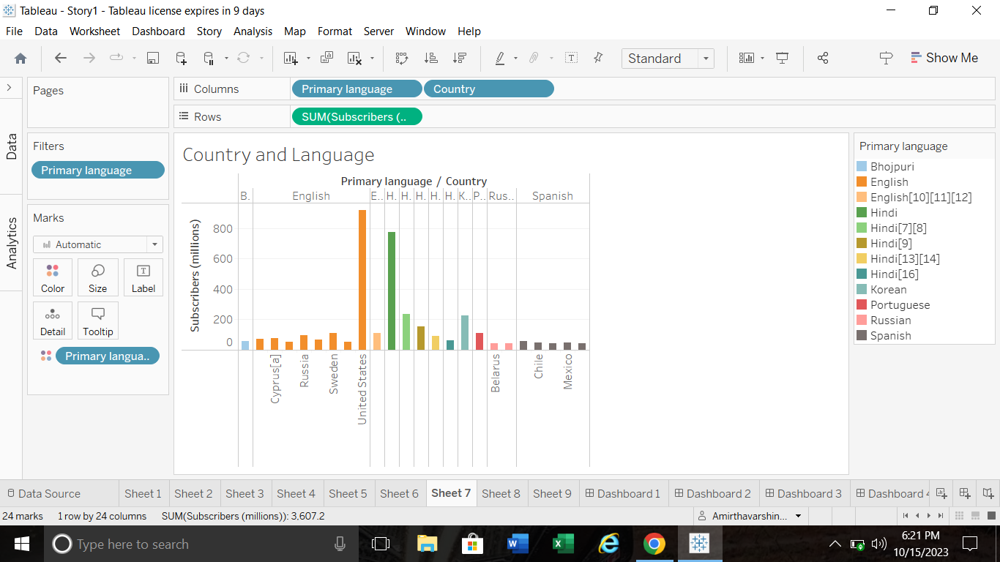 Tableau - Story1 - Tableau license expires in 9 days
File Data Worksheet Dashboard Story Analysis Map Format Server Window Help
Standard
Show Me
Pages
Columns
Primary language
Country
Rows
SUM(Subscribers (..
Data
Analytics
Filters
Primary language
Marks
Automatic
Color
Size
Label
Detail
Tooltip
Primary langua..
Country and Language
Primary language / Country
B. English E.. H. H. H. H. H. K.. P.. Rus.. Spanish
Subscribers (millions)
800
600
400
200
0
Cyprus[a]
Russia
Sweden
United States
Belarus
Chile
Mexico
Primary language
Bhojpuri
English
English[10][11][12]
Hindi
Hindi[7][8]
Hindi[9]
Hindi[13][14]
Hindi[16]
Korean
Portuguese
Russian
Spanish
Data Source Sheet 1 Sheet 2 Sheet 3 Sheet 4 Sheet 5 Sheet 6 Sheet 7 Sheet 8 Sheet 9 Dashboard 1 Dashboard 2 Dashboard 3 Dashboard 4
24 marks 1 row by 24 columns SUM(Subscribers (millions)): 3,607.2 Amirthavarshin...
Type here to search
6:21 PM
10/15/2023